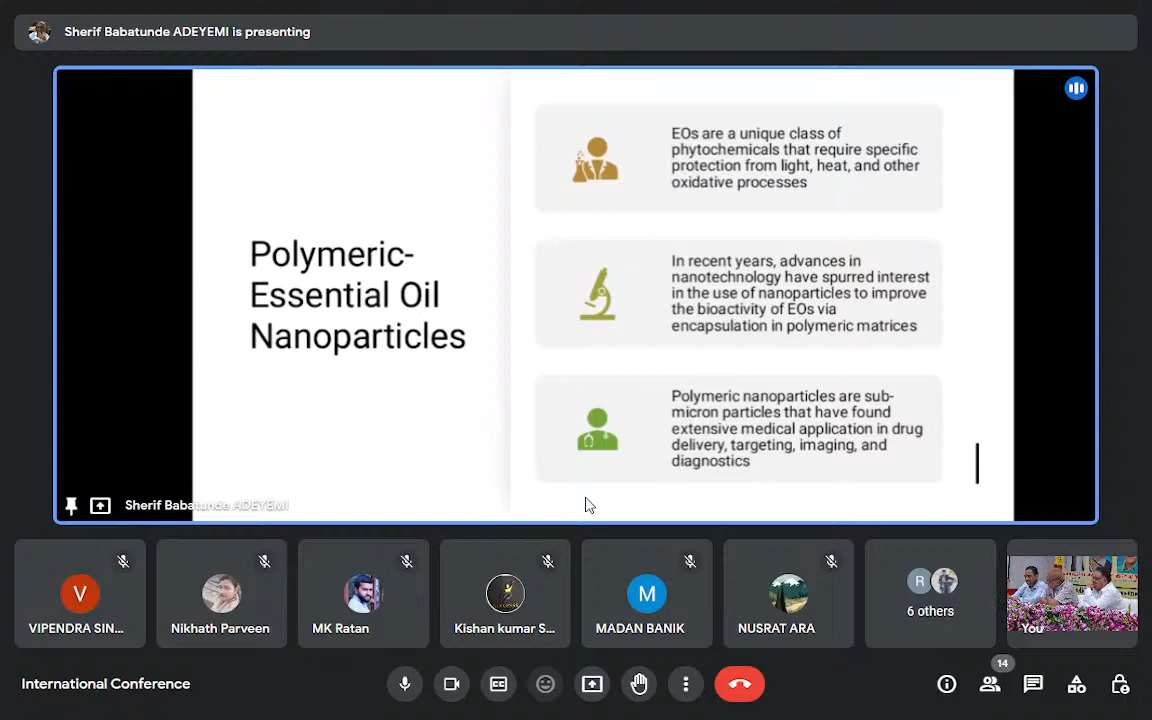 Sherif Babatunde ADEYEMI is presenting
Polymeric-
Essential Oil
Nanoparticles
EOs are a unique class of
phytochemicals that require specific
protection from light, heat, and other
oxidative processes
In recent years, advances in
nanotechnology have spurred interest
in the use of nanoparticles to improve
the bioactivity of EOs via
encapsulation in polymeric matrices
Polymeric nanoparticles are sub-
micron particles that have found
extensive medical application in drug
delivery, targeting, imaging, and
diagnostics
Sherif Babatunde ADEYEMI
V
VIPENDRA SIN...
Nikhath Parveen
MK Ratan
Kishan kumar S...
M
MADAN BANIK
NUSRAT ARA
R
6 others
You
International Conference
14